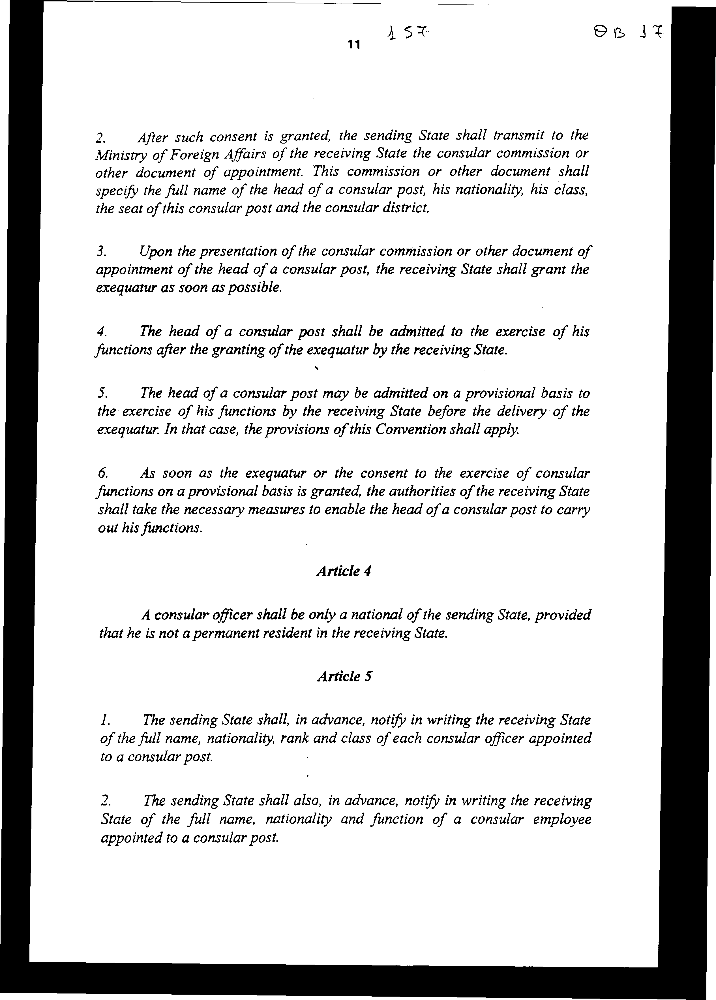 157
ΘΒ 17
11
2. After such consent is granted, the sending State shall transmit to the
Ministry of Foreign Affairs of the receiving State the consular commission or
other document of appointment. This commission or other document shall
specify the full name of the head of a consular post, his nationality, his class,
the seat of this consular post and the consular district.
3. Upon the presentation of the consular commission or other document of
appointment of the head of a consular post, the receiving State shall grant the
exequatur as soon as possible.
4. The head of a consular post shall be admitted to the exercise of his
functions after the granting of the exequatur by the receiving State.
5. The head of a consular post may be admitted on a provisional basis to
the exercise of his functions by the receiving State before the delivery of the
exequatur. In that case, the provisions of this Convention shall apply.
6. As soon as the exequatur or the consent to the exercise of consular
functions on a provisional basis is granted, the authorities of the receiving State
shall take the necessary measures to enable the head of a consular post to carry
out his functions.
Article 4
A consular officer shall be only a national of the sending State, provided
that he is not a permanent resident in the receiving State.
Article 5
1. The sending State shall, in advance, notify in writing the receiving State
of the full name, nationality, rank and class of each consular officer appointed
to a consular post.
2. The sending State shall also, in advance, notify in writing the receiving
State of the full name, nationality and function of a consular employee
appointed to a consular post.